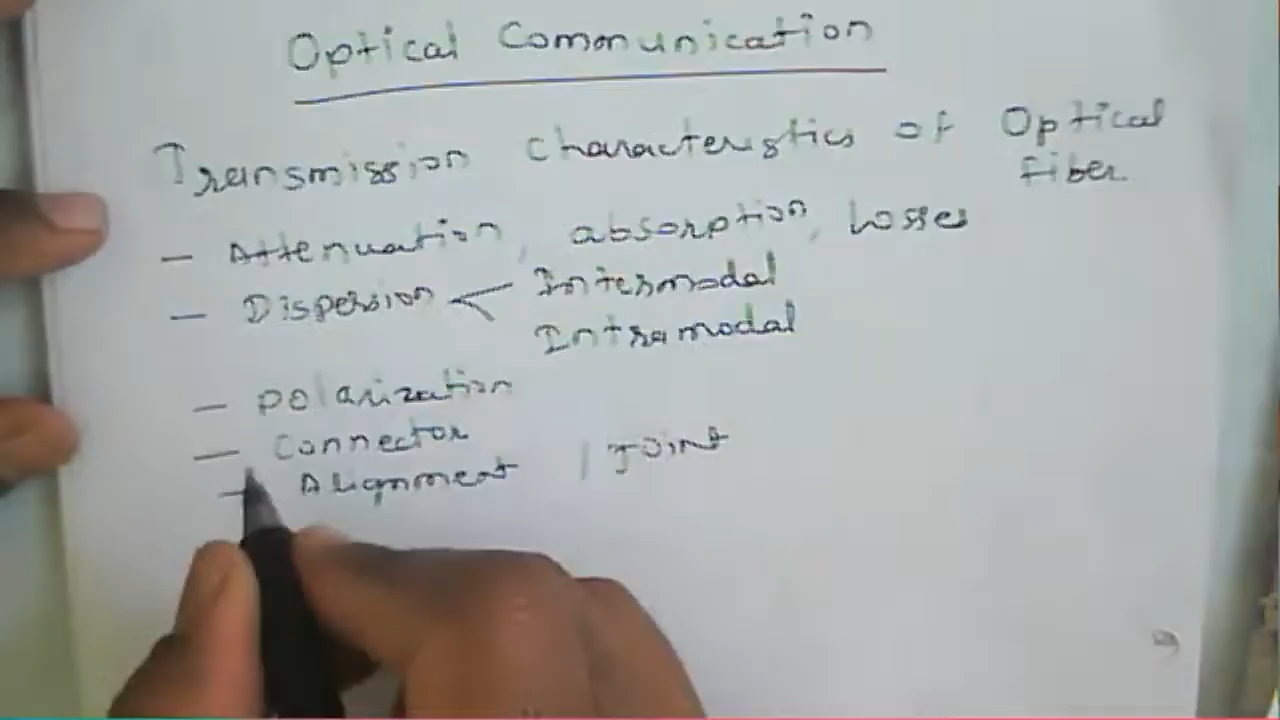 Optical Communication
Transmission characteristics of Optical
fiber.
- Attenuation, absorption, Losses
- Dispersion < Intermodal
Intramodal
- polarization
- Connector
- Alignment / Joint